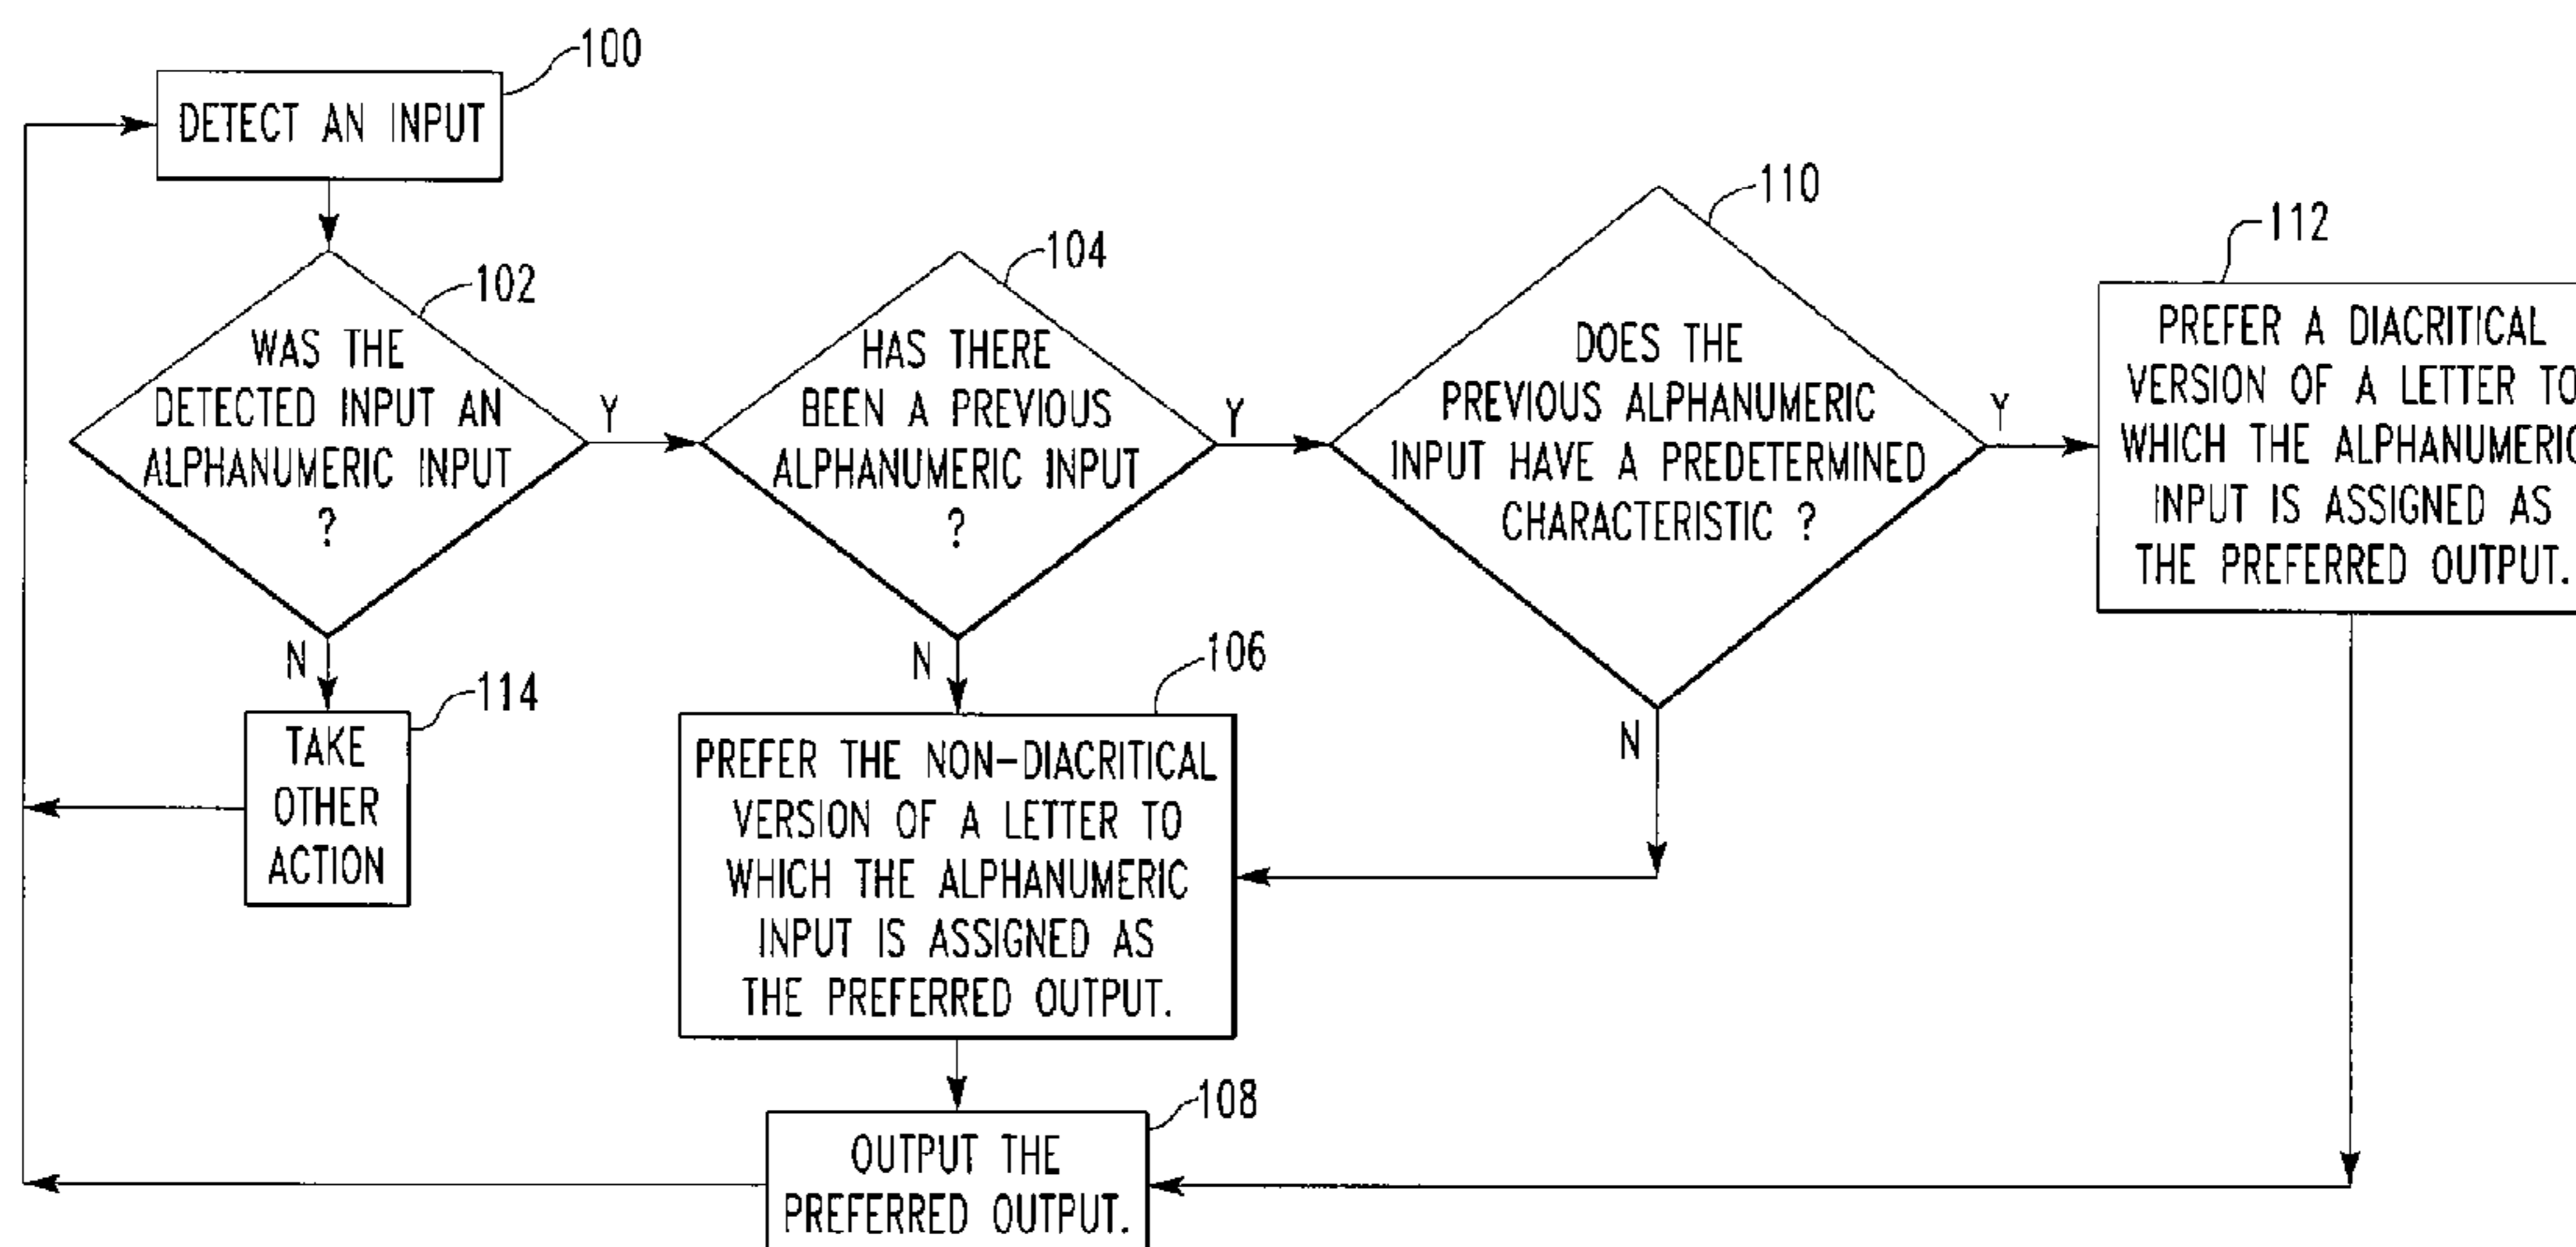 100
DETECT AN INPUT
102
WAS THE
DETECTED INPUT AN
ALPHANUMERIC INPUT
?
Y
N
104
HAS THERE
BEEN A PREVIOUS
ALPHANUMERIC INPUT
?
Y
N
110
DOES THE
PREVIOUS ALPHANUMERIC
INPUT HAVE A PREDETERMINED
CHARACTERISTIC ?
Y
N
112
PREFER A DIACRITICAL
VERSION OF A LETTER TO
WHICH THE ALPHANUMERIC
INPUT IS ASSIGNED AS
THE PREFERRED OUTPUT.
114
TAKE
OTHER
ACTION
106
PREFER THE NON-DIACRITICAL
VERSION OF A LETTER TO
WHICH THE ALPHANUMERIC
INPUT IS ASSIGNED AS
THE PREFERRED OUTPUT.
108
OUTPUT THE
PREFERRED OUTPUT.